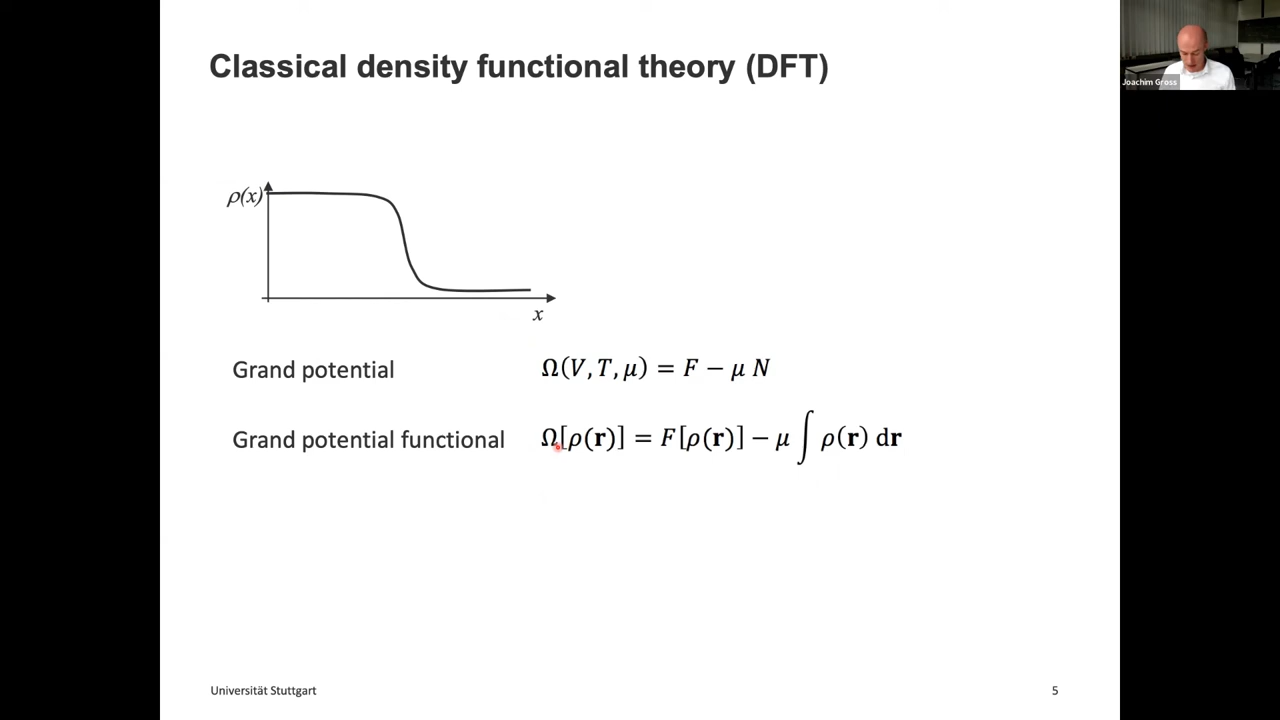 Classical density functional theory (DFT)
Joachim Gross
ρ(x)
x
Grand potential Ω(V, T, μ) = F − μ N
Grand potential functional Ω[ρ(r)] = F[ρ(r)] − μ ∫ ρ(r) dr
Universität Stuttgart 5